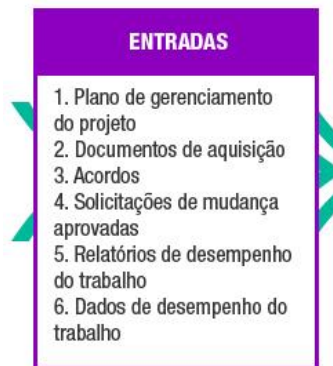 ENTRADAS
1. Plano de gerenciamento
do projeto
2. Documentos de aquisição
3. Acordos
4. Solicitações de mudança
aprovadas
5. Relatórios de desempenho
do trabalho
6. Dados de desempenho do
trabalho